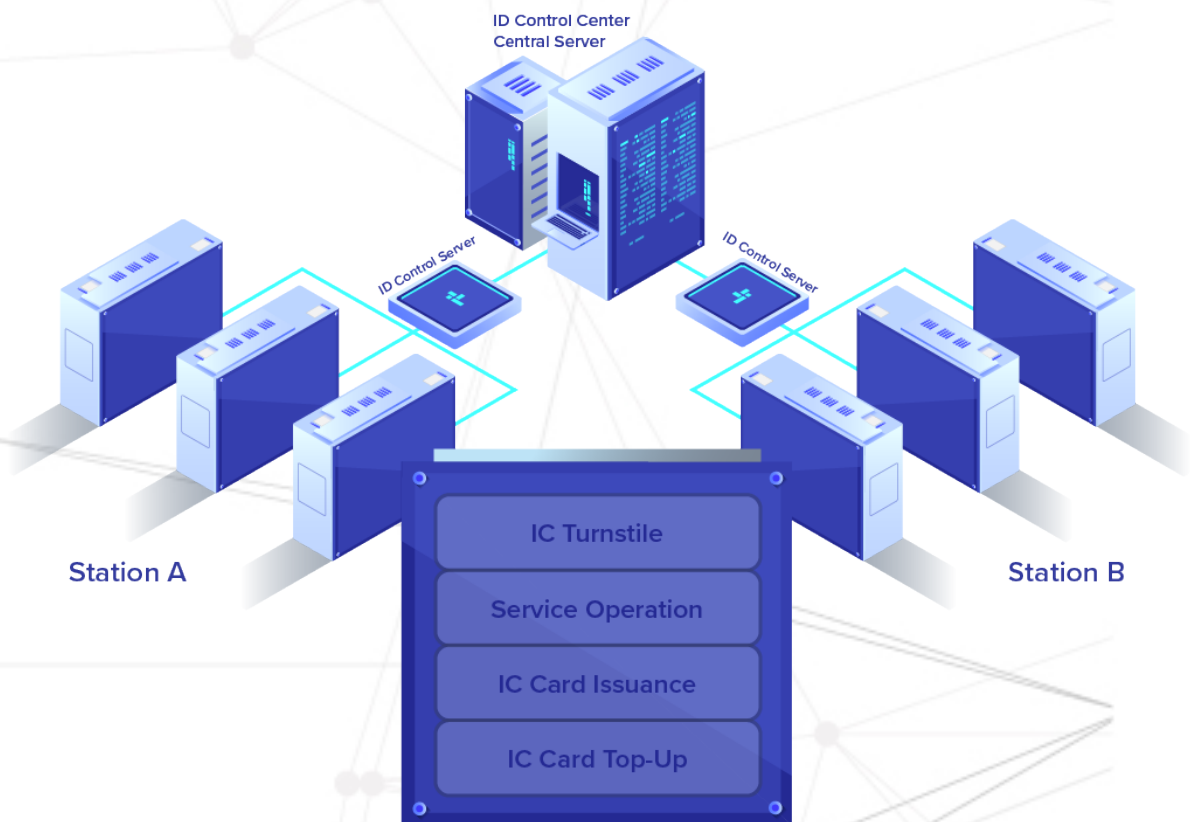 ID Control Center
Central Server
ID Control Server
ID Control Server
Station A
Station B
IC Turnstile
Service Operation
IC Card Issuance
IC Card Top-Up